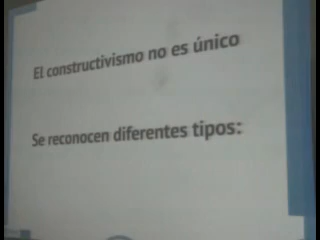 El constructivismo no es único
Se reconocen diferentes tipos: